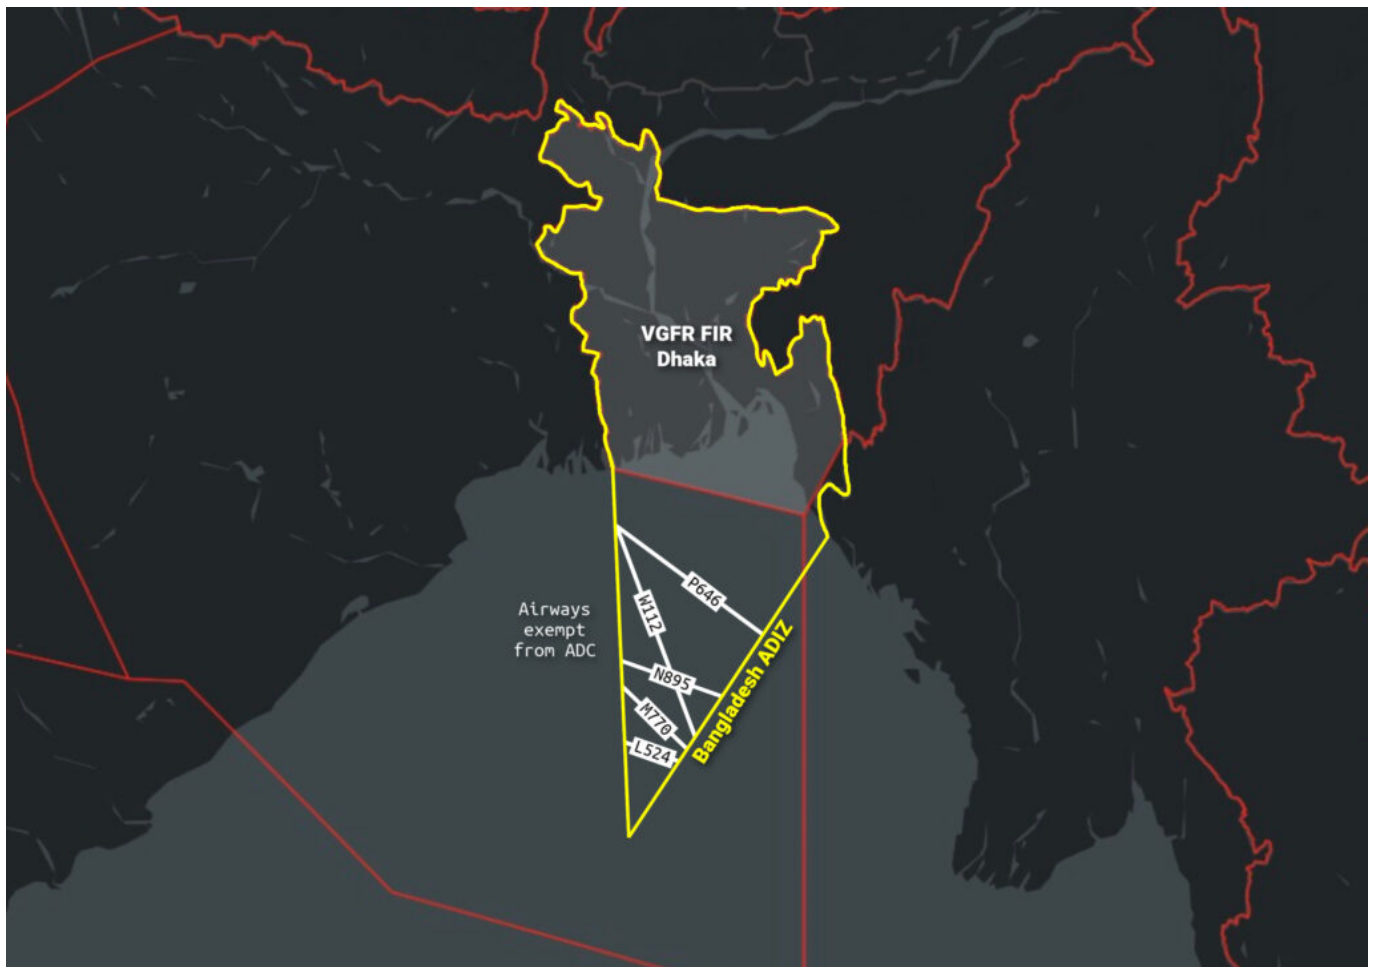 VGFR FIR
Dhaka
P646
W112
Airways
exempt
from ADC
N895
M770
L524
Bangladesh ADIZ